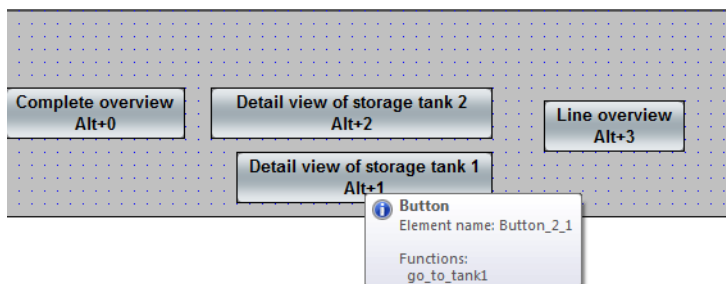 Complete overview
Alt+0
Detail view of storage tank 2
Alt+2
Line overview
Alt+3
Detail view of storage tank 1
Alt+1
Button
Element name: Button_2_1
Functions:
go_to_tank1